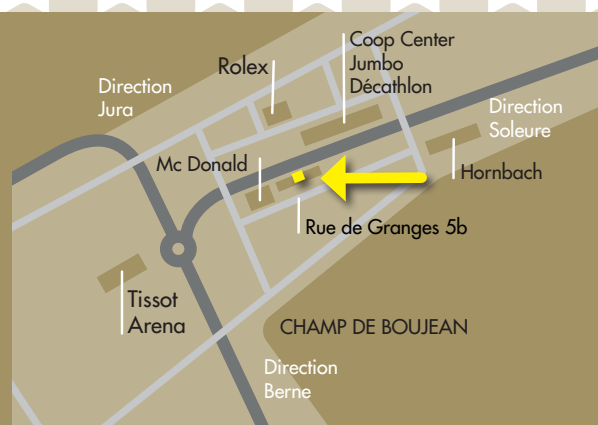 Coop Center
Jumbo
Décathlon
Rolex
Direction
Jura
Direction
Soleure
Mc Donald
Hornbach
Rue de Granges 5b
Tissot
Arena
CHAMP DE BOUJEAN
Direction
Berne